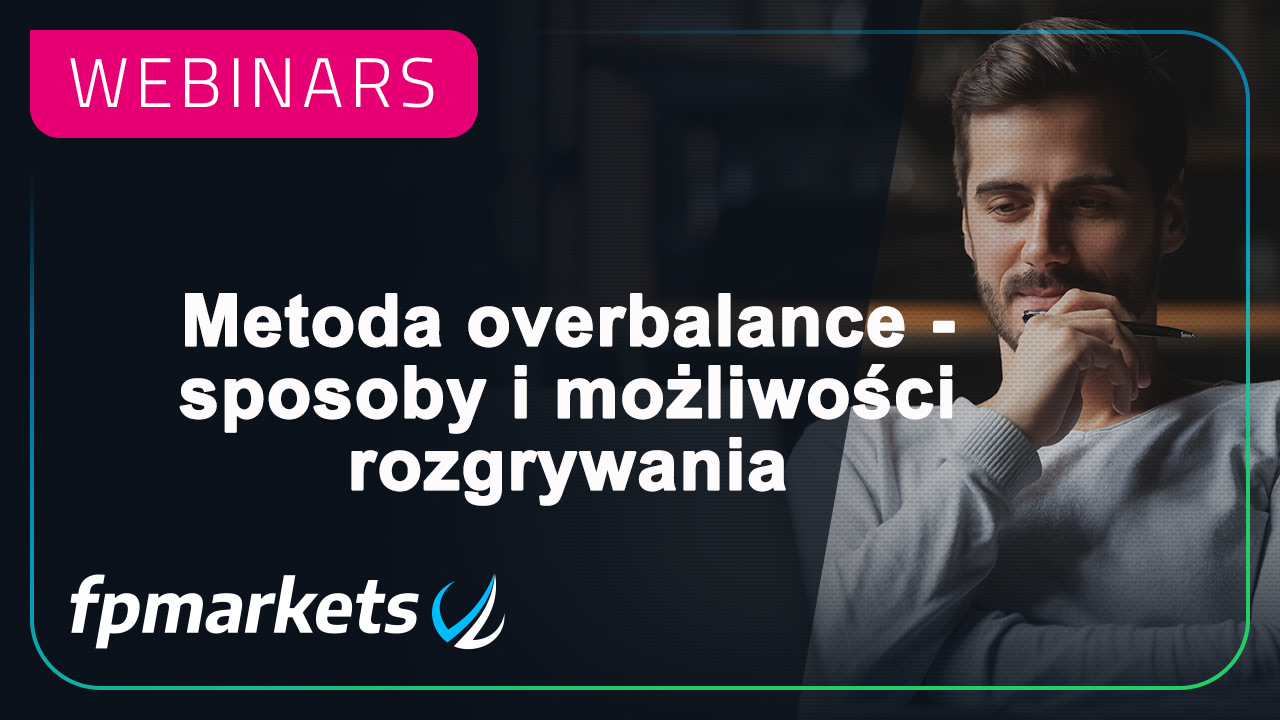 WEBINARS
Metoda overbalance -
sposoby i możliwości
rozgrywania
fpmarkets